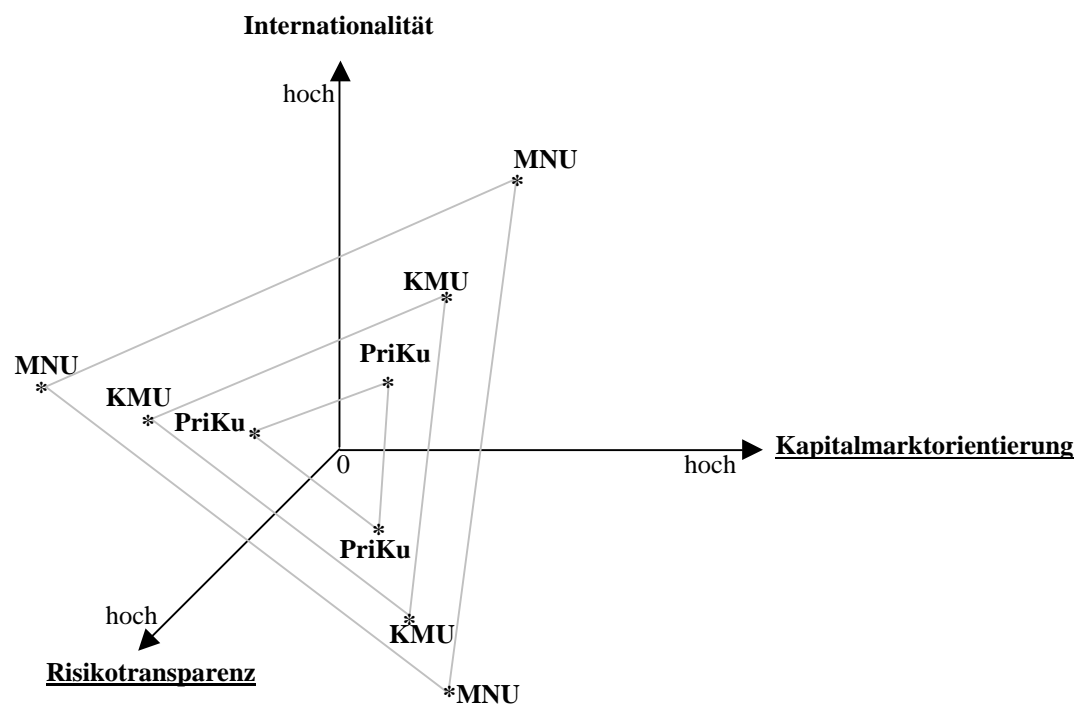 Internationalität
hoch
MNU
*
KMU
*
PriKu
*
MNU
*
KMU
*
PriKu
*
0
hoch
Kapitalmarktorientierung
*
PriKu
hoch
*
KMU
Risikotransparenz
*MNU